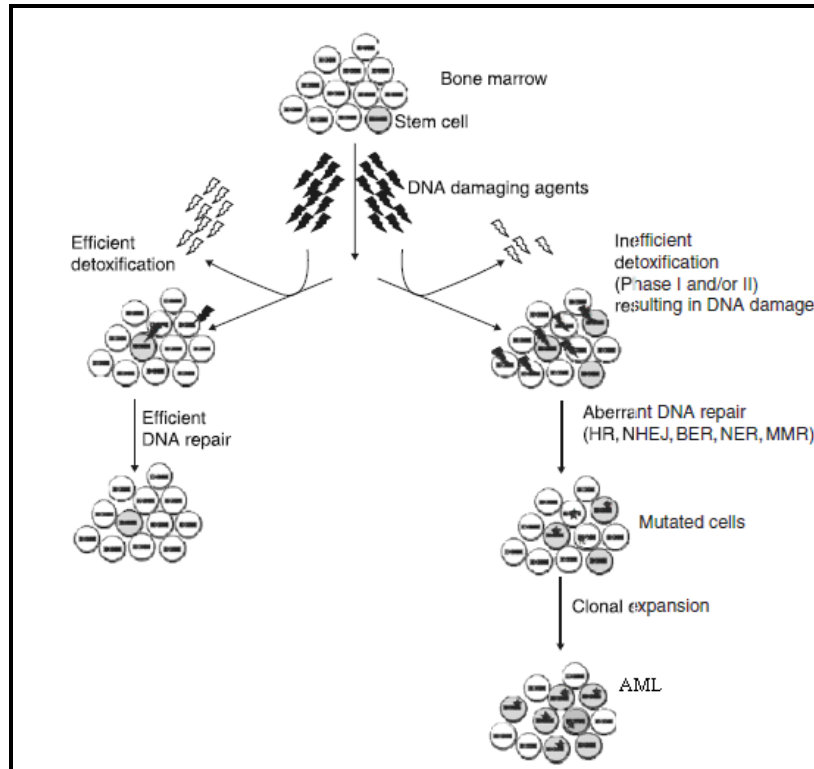 Bone marrow
Stem cell
DNA damaging agents
Efficient
detoxification
Inefficient
detoxification
(Phase I and/or II)
resulting in DNA damage
Efficient
DNA repair
Aberrant DNA repair
(HR, NHEJ, BER, NER, MMR)
Mutated cells
Clonal expansion
AML